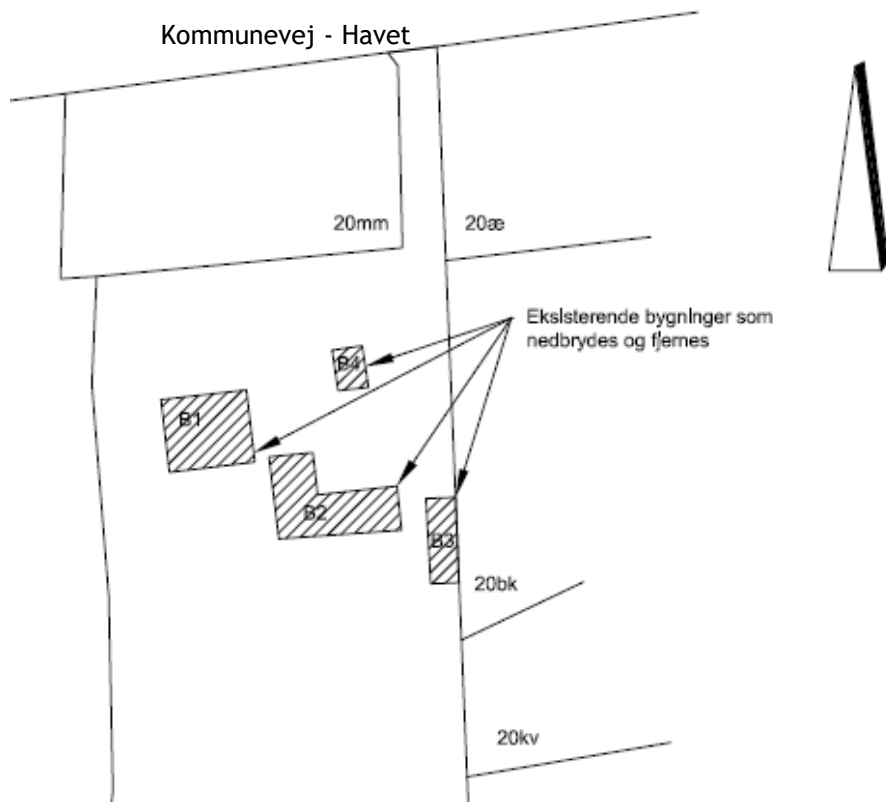 Kommunevej - Havet
20mm
20æ
Eksisterende bygninger som
nedbrydes og fjernes
B4
B1
B2
B3
20bk
20kv